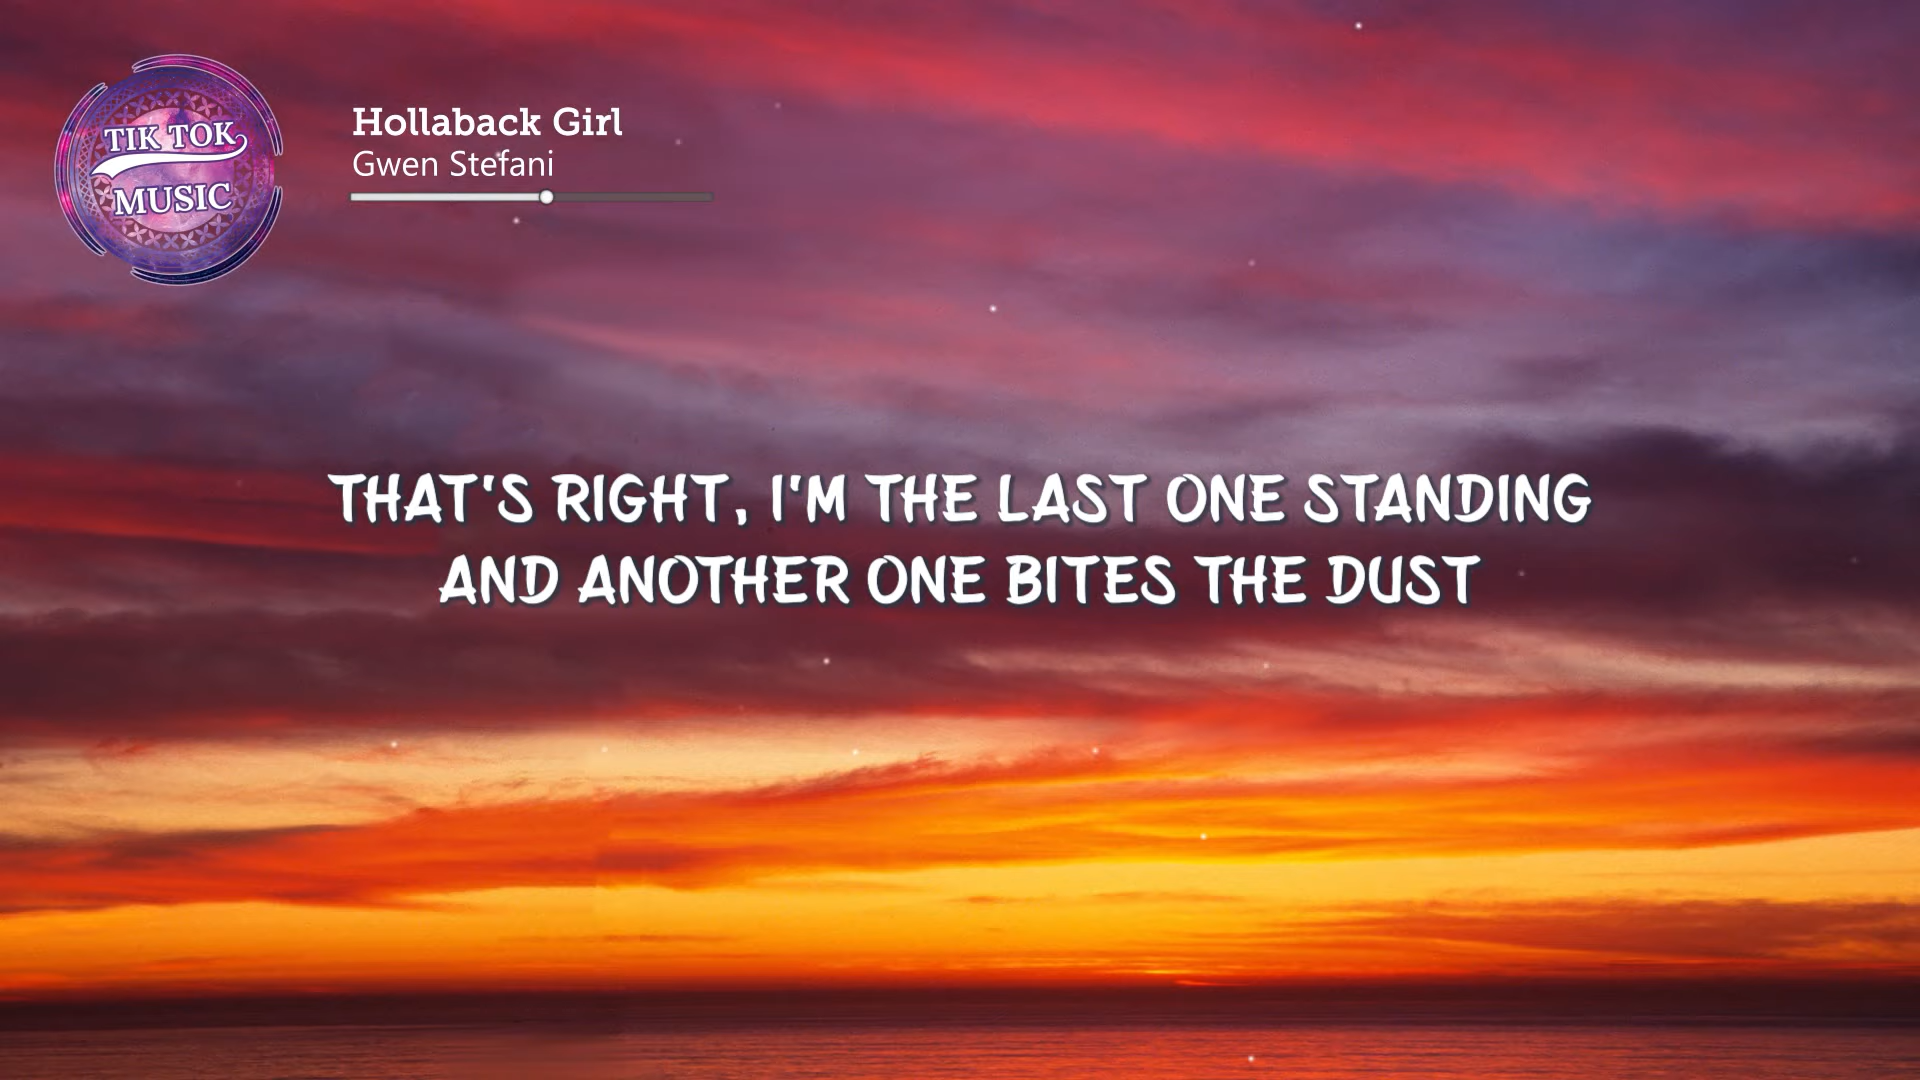 TIK TOK
MUSIC
Hollaback Girl
Gwen Stefani
THAT'S RIGHT, I'M THE LAST ONE STANDING
AND ANOTHER ONE BITES THE DUST